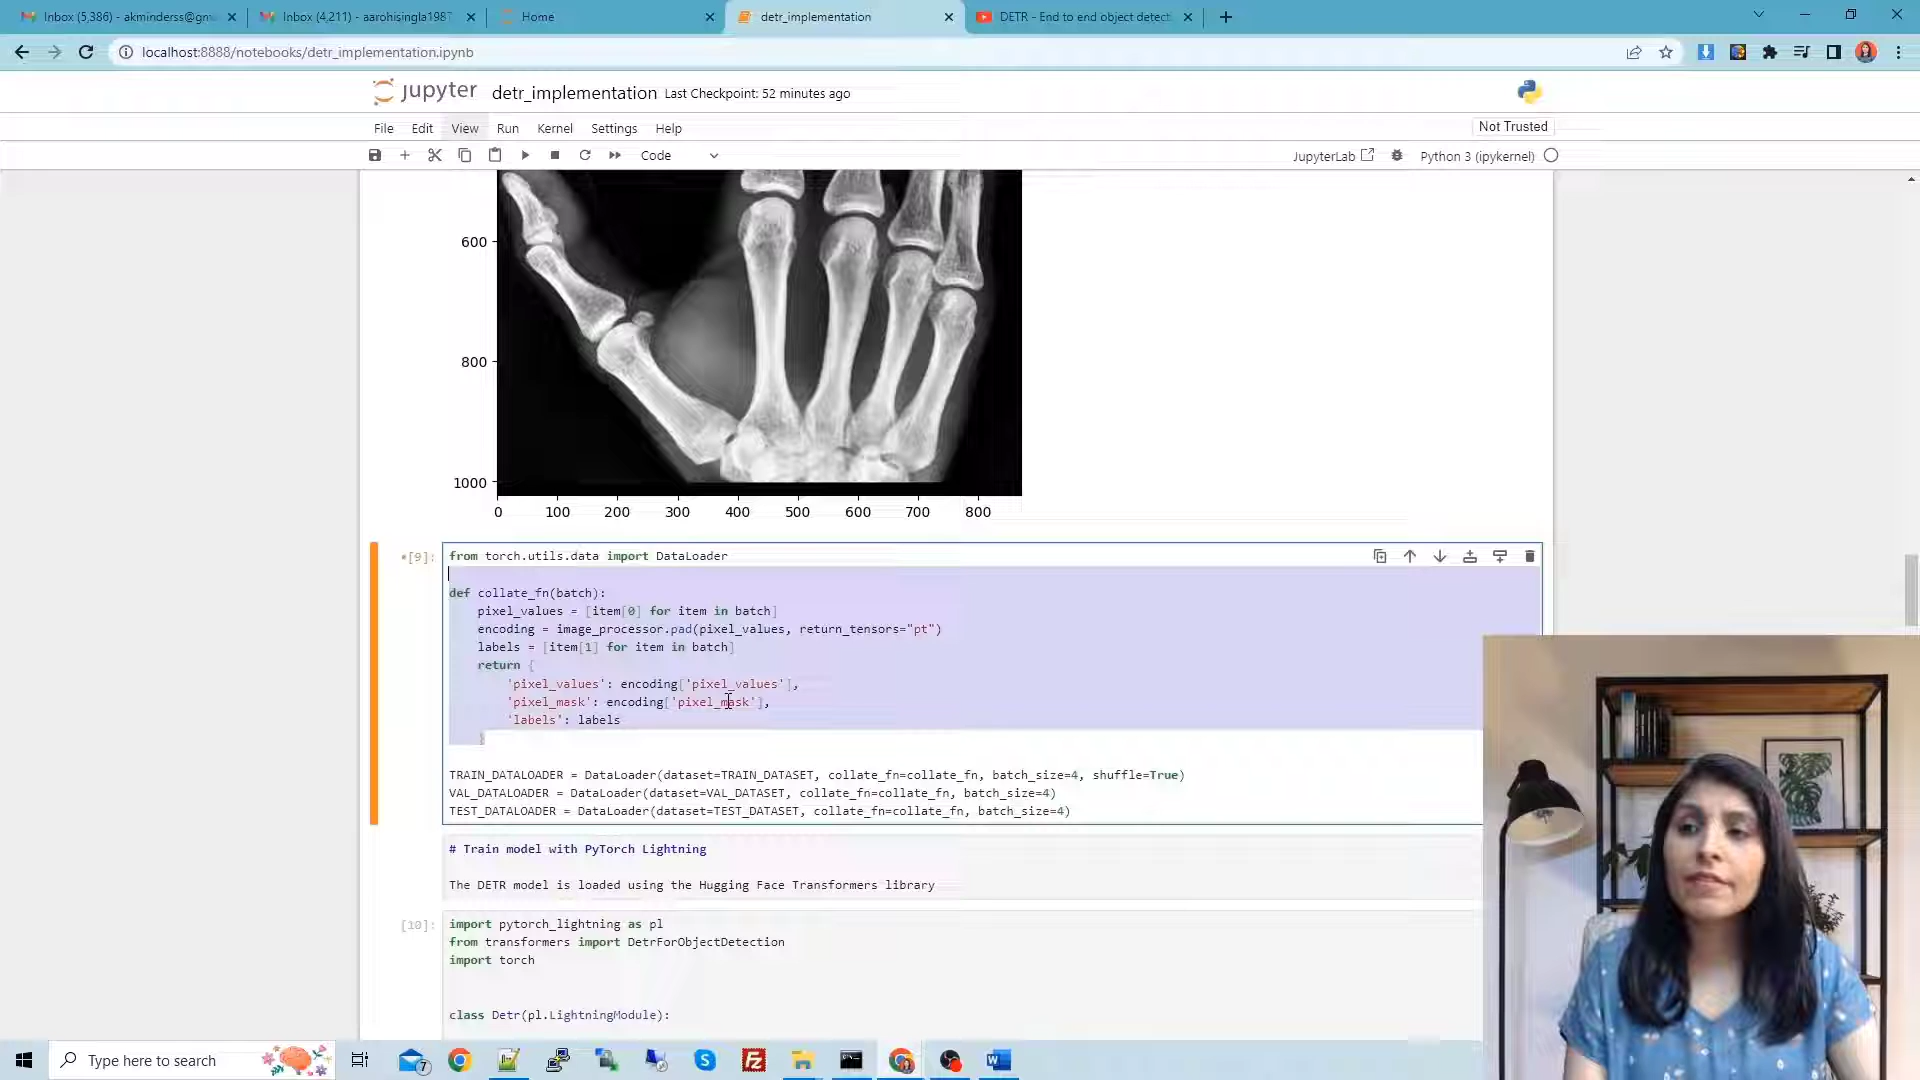 Inbox (5,386) - akminderss@gm
Inbox (4,211) - aarohisingla1987
Home
detr_implementation
DETR - End to end object detect
localhost:8888/notebooks/detr_implementation.ipynb
jupyter detr_implementation Last Checkpoint: 52 minutes ago
File Edit View Run Kernel Settings Help
Not Trusted
Code
JupyterLab
Python 3 (ipykernel)
600
800
1000
0 100 200 300 400 500 600 700 800
*[9]:
from torch.utils.data import DataLoader
def collate_fn(batch):
pixel_values = [item[0] for item in batch]
encoding = image_processor.pad(pixel_values, return_tensors="pt")
labels = [item[1] for item in batch]
return {
'pixel_values': encoding['pixel_values'],
'pixel_mask': encoding['pixel_mask'],
'labels': labels
}
TRAIN_DATALOADER = DataLoader(dataset=TRAIN_DATASET, collate_fn=collate_fn, batch_size=4, shuffle=True)
VAL_DATALOADER = DataLoader(dataset=VAL_DATASET, collate_fn=collate_fn, batch_size=4)
TEST_DATALOADER = DataLoader(dataset=TEST_DATASET, collate_fn=collate_fn, batch_size=4)
# Train model with PyTorch Lightning
The DETR model is loaded using the Hugging Face Transformers library
[10]:
import pytorch_lightning as pl
from transformers import DetrForObjectDetection
import torch
class Detr(pl.LightningModule):
Type here to search
7